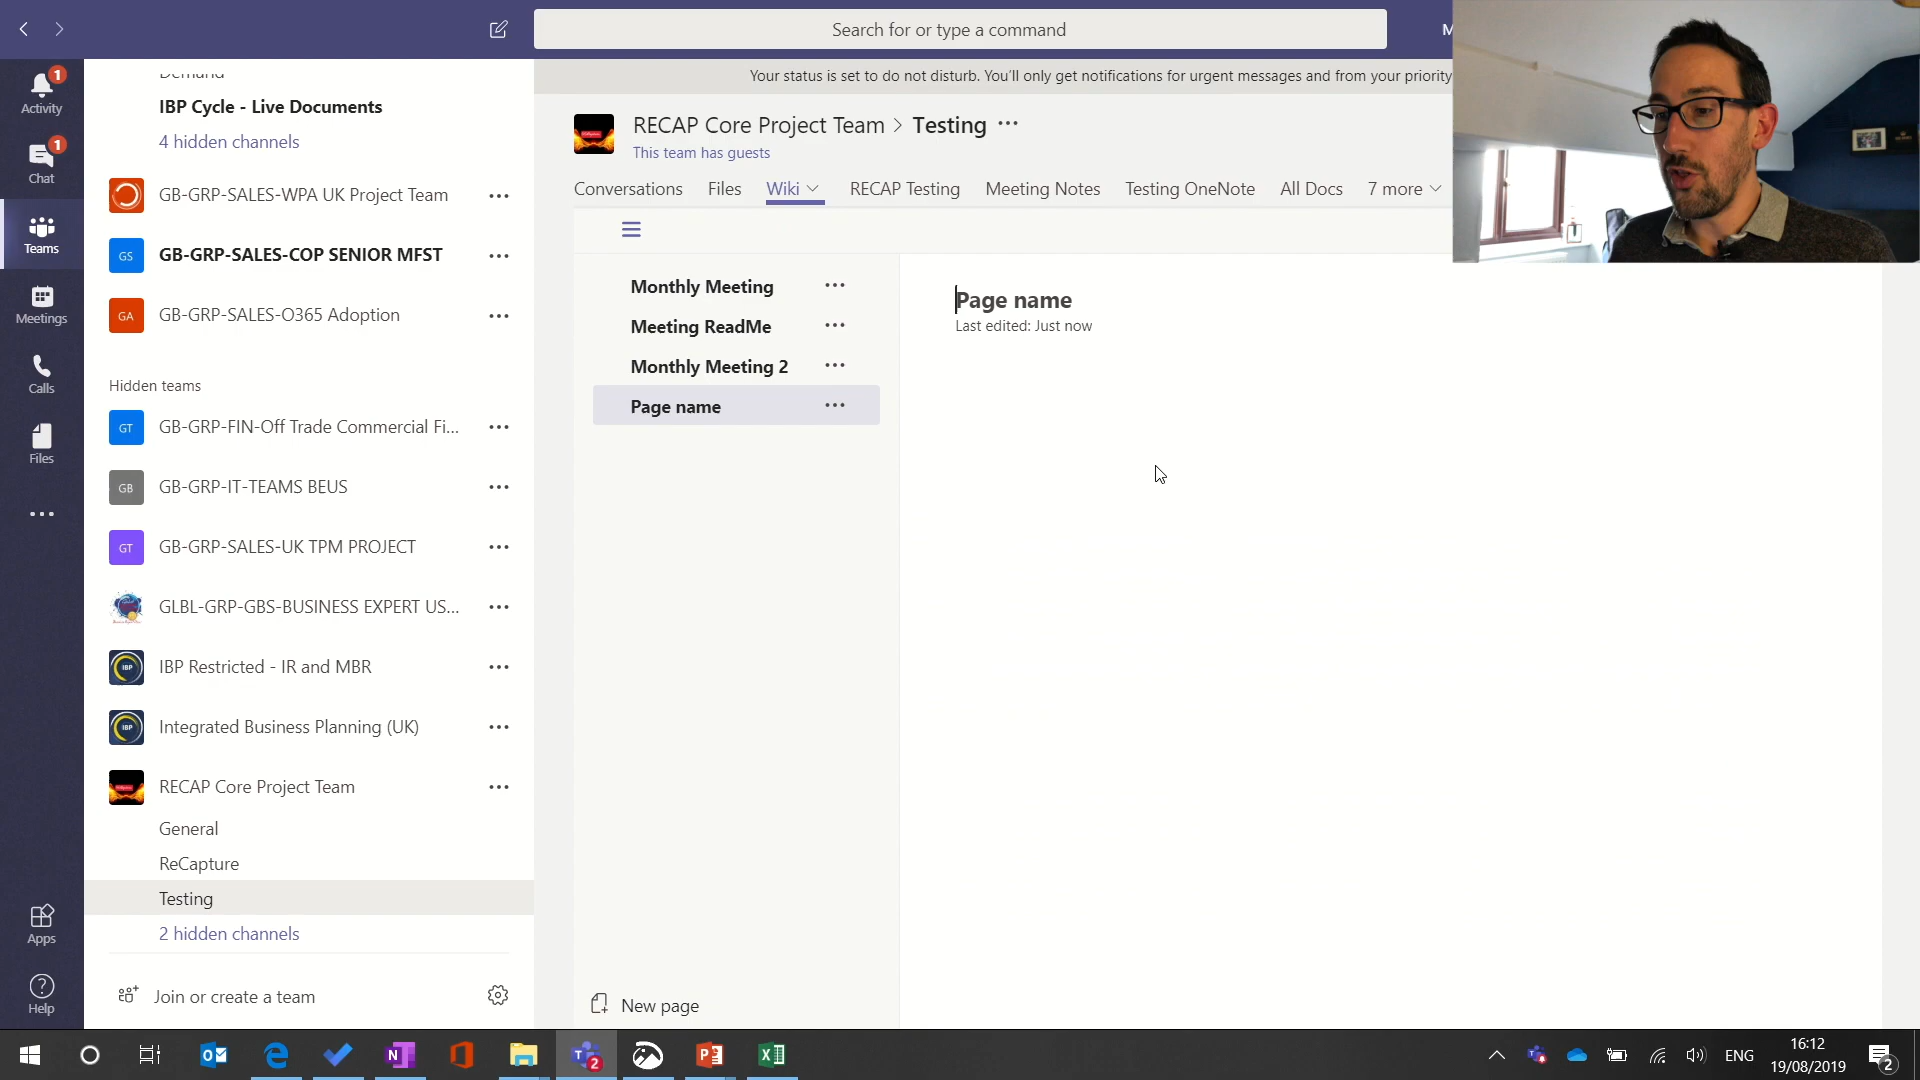 Search for or type a command
M
Activity
1
Chat
1
Teams
Meetings
Calls
Files
Apps
Help
Demand
IBP Cycle - Live Documents
4 hidden channels
GB-GRP-SALES-WPA UK Project Team
GS
GB-GRP-SALES-COP SENIOR MFST
GA
GB-GRP-SALES-O365 Adoption
Hidden teams
GT
GB-GRP-FIN-Off Trade Commercial Fi...
GB
GB-GRP-IT-TEAMS BEUS
GT
GB-GRP-SALES-UK TPM PROJECT
GLBL-GRP-GBS-BUSINESS EXPERT US...
IBP
IBP Restricted - IR and MBR
IBP
Integrated Business Planning (UK)
RECAP Core Project Team
General
ReCapture
Testing
2 hidden channels
Join or create a team
Your status is set to do not disturb. You'll only get notifications for urgent messages and from your priority
RECAP Core Project Team > Testing
This team has guests
Conversations Files Wiki RECAP Testing Meeting Notes Testing OneNote All Docs 7 more
Monthly Meeting
Meeting ReadMe
Monthly Meeting 2
Page name
New page
Page name
Last edited: Just now
2
ENG
16:12
19/08/2019
2